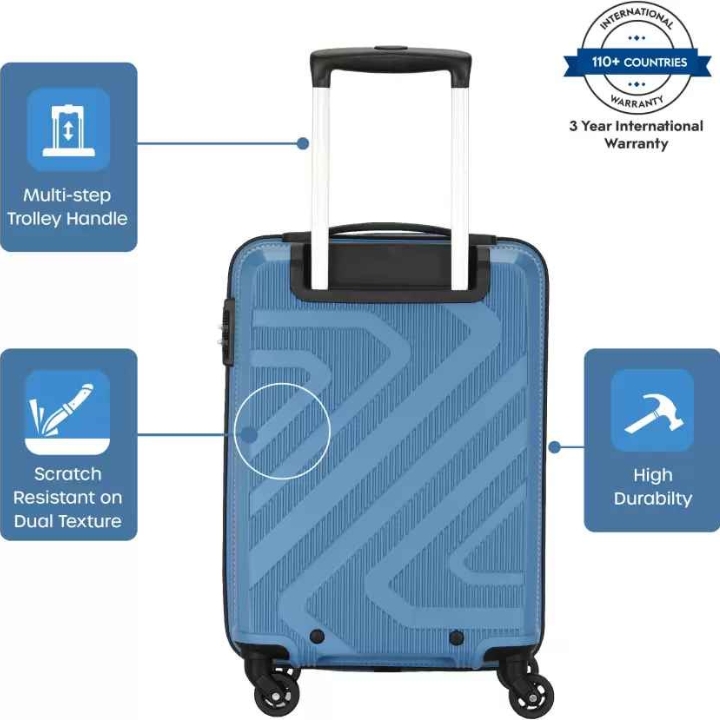 INTERNATIONAL
110+ COUNTRIES
WARRANTY
3 Year International
Warranty
Multi-step
Trolley Handle
Scratch
Resistant on
Dual Texture
High
Durabilty